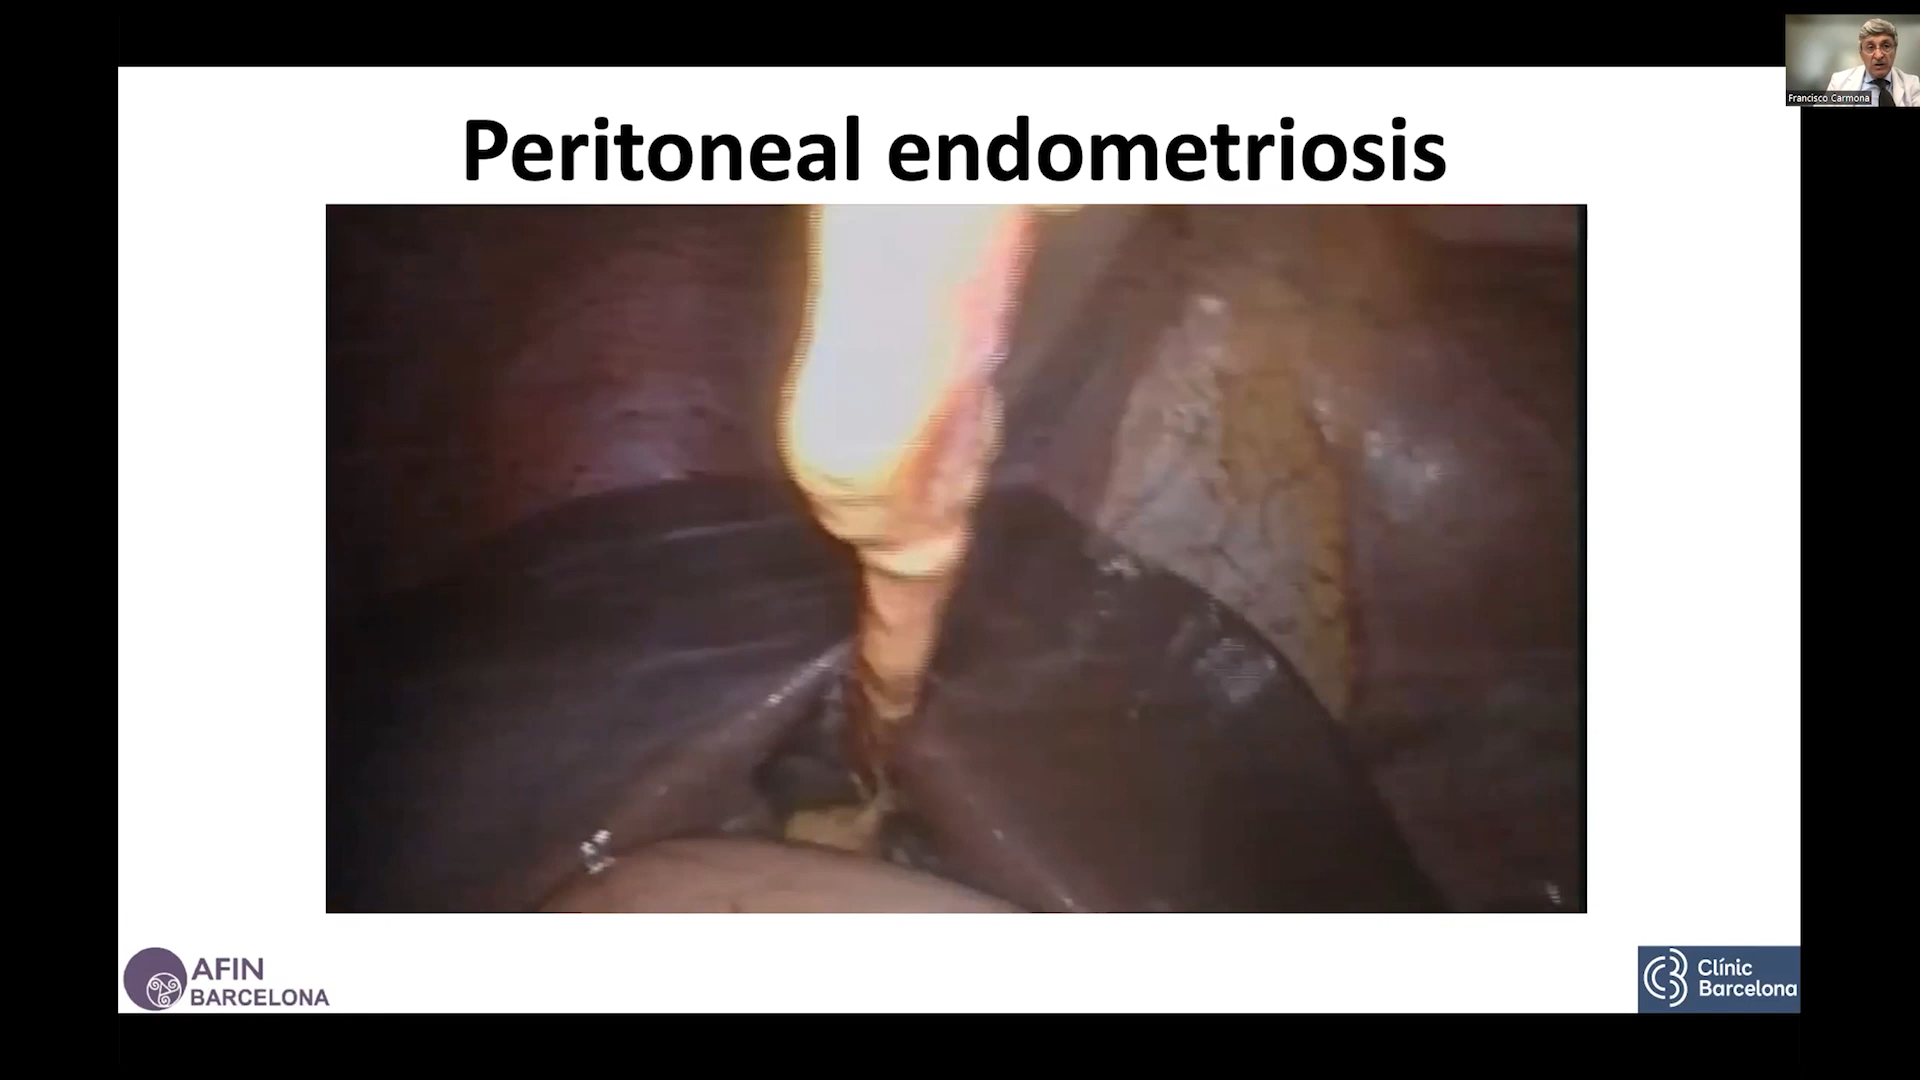 Francisco Carmona
Peritoneal endometriosis
AFIN
BARCELONA
Clínic
Barcelona